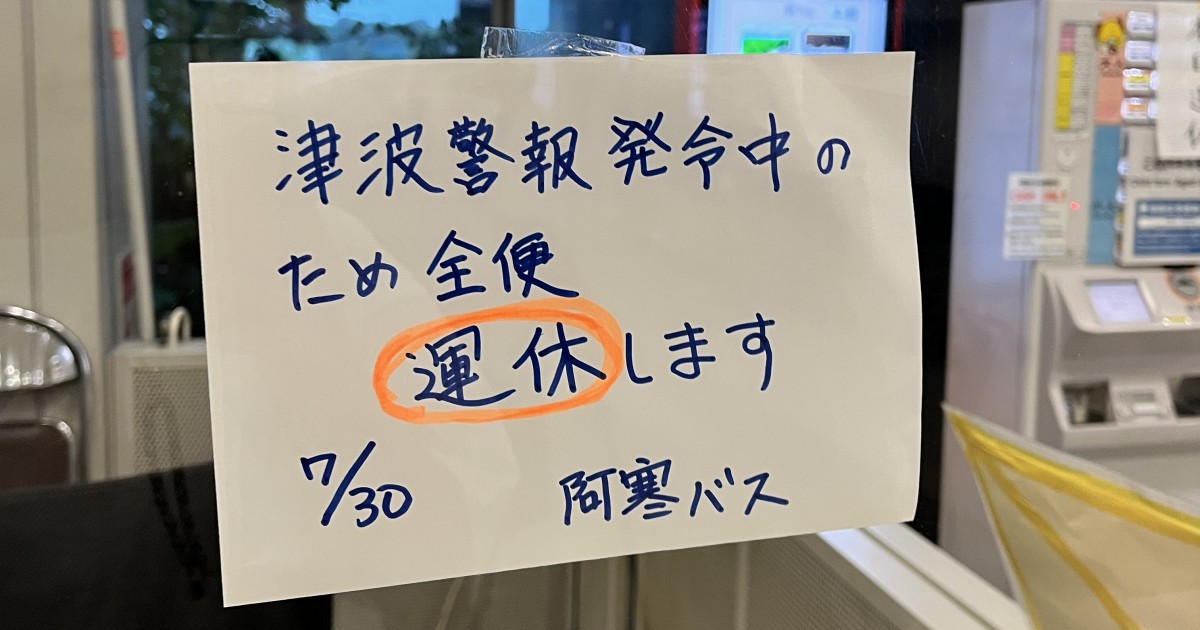 津波警報発令中の
ため全便
運休します
7/30 阿寒バス